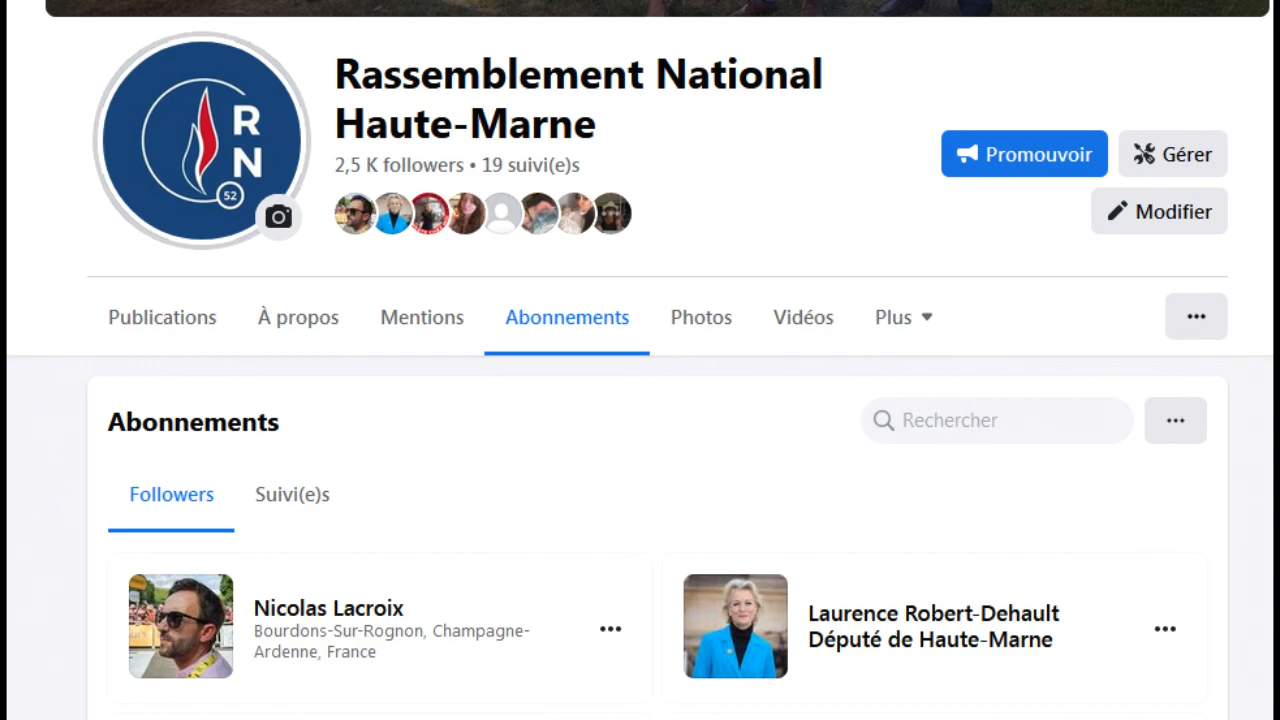 R
N
52
Rassemblement National
Haute-Marne
2,5 K followers • 19 suivi(e)s
Promouvoir
Gérer
Modifier
Publications
À propos
Mentions
Abonnements
Photos
Vidéos
Plus
Abonnements
Rechercher
Followers
Suivi(e)s
Nicolas Lacroix
Bourdons-Sur-Rognon, Champagne-
Ardenne, France
Laurence Robert-Dehault
Député de Haute-Marne